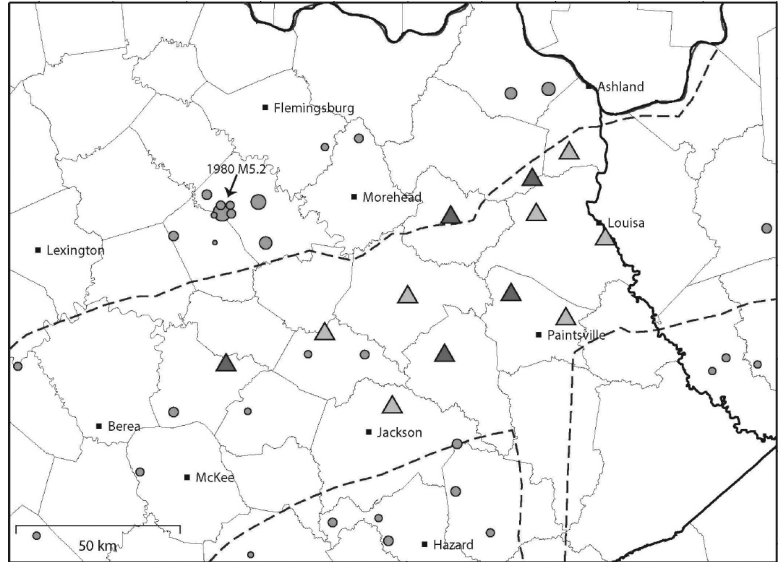 Ashland
Flemingsburg
1980 M5.2
Morehead
Louisa
Lexington
Paintsville
Berea
Jackson
McKee
50 km
Hazard